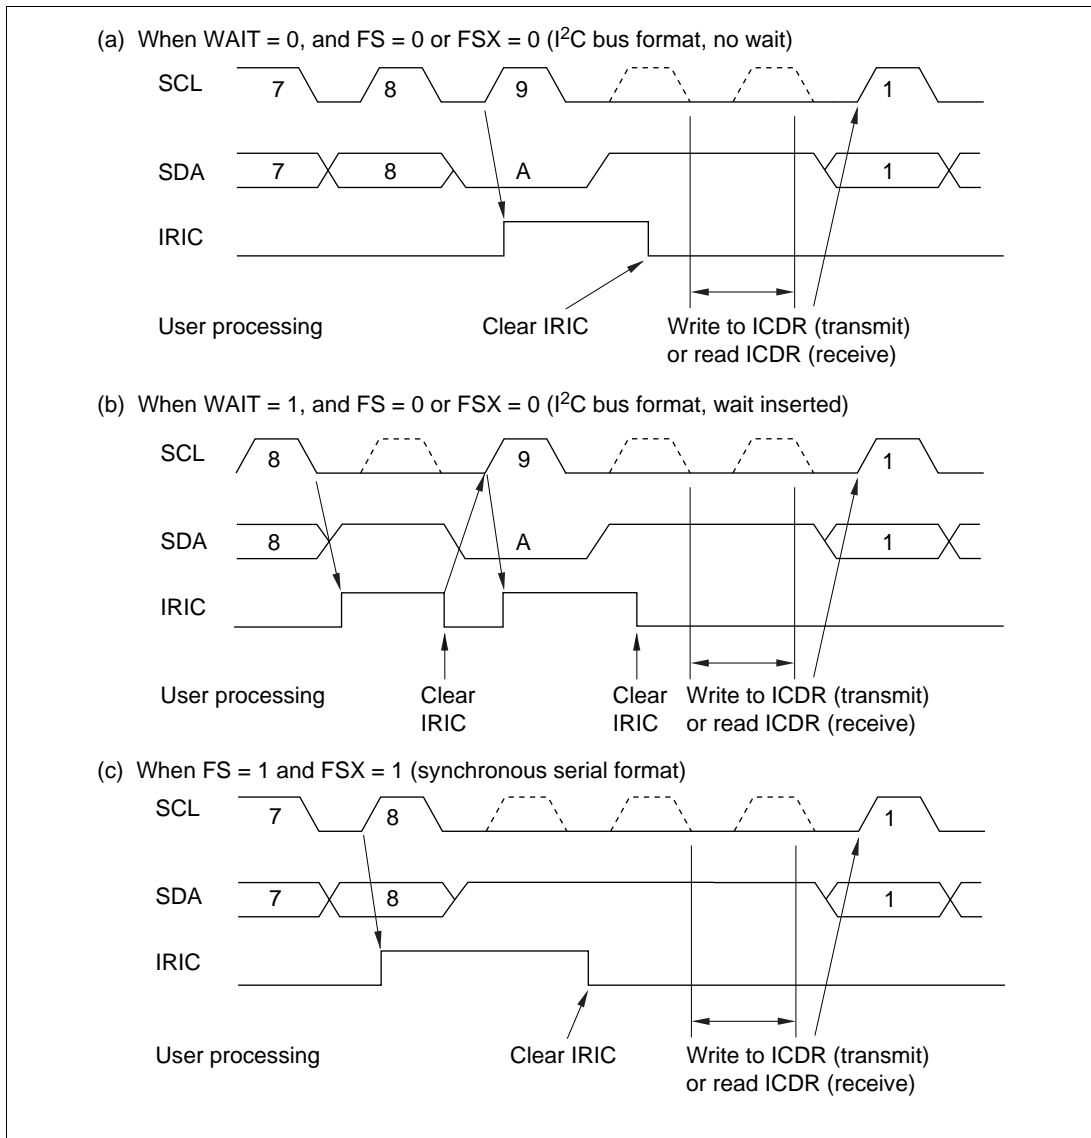 (a) When WAIT = 0, and FS = 0 or FSX = 0 (I²C bus format, no wait)
SCL 7 8 9 1
SDA 7 8 A 1
IRIC
User processing Clear IRIC Write to ICDR (transmit)
or read ICDR (receive)
(b) When WAIT = 1, and FS = 0 or FSX = 0 (I²C bus format, wait inserted)
SCL 8 9 1
SDA 8 A 1
IRIC
User processing Clear Clear Write to ICDR (transmit)
IRIC IRIC or read ICDR (receive)
(c) When FS = 1 and FSX = 1 (synchronous serial format)
SCL 7 8 1
SDA 7 8 1
IRIC
User processing Clear IRIC Write to ICDR (transmit)
or read ICDR (receive)